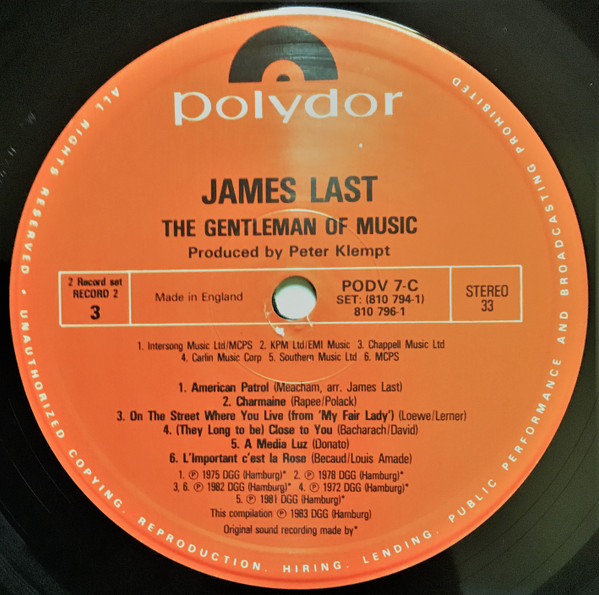 polydor
JAMES LAST
THE GENTLEMAN OF MUSIC
Produced by Peter Klempt
2 Record set
RECORD 2
3
Made in England
PODV 7-C
SET: (810 794-1)
810 796-1
STEREO
33
1. Intersong Music Ltd/MCPS 2. KPM Ltd/EMI Music 3. Chappell Music Ltd
4. Carlin Music Corp 5. Southern Music Ltd 6. MCPS
1. American Patrol (Meacham, arr. James Last)
2. Charmaine (Rapee/Polack)
3. On The Street Where You Live (from 'My Fair Lady') (Loewe/Lerner)
4. (They Long to be) Close to You (Bacharach/David)
5. A Media Luz (Donato)
6. L'Important c'est la Rose (Becaud/Louis Amade)
1. ℗ 1975 DGG (Hamburg)* 2. ℗ 1978 DGG (Hamburg)*
3, 6. ℗ 1982 DGG (Hamburg)* 4. ℗ 1972 DGG (Hamburg)*
5. ℗ 1981 DGG (Hamburg)*
This compilation ℗ 1983 DGG (Hamburg)
Original sound recording made by*
ALL RIGHTS RESERVED • UNAUTHORIZED COPYING, REPRODUCTION, HIRING, LENDING, PUBLIC PERFORMANCE AND BROADCASTING PROHIBITED